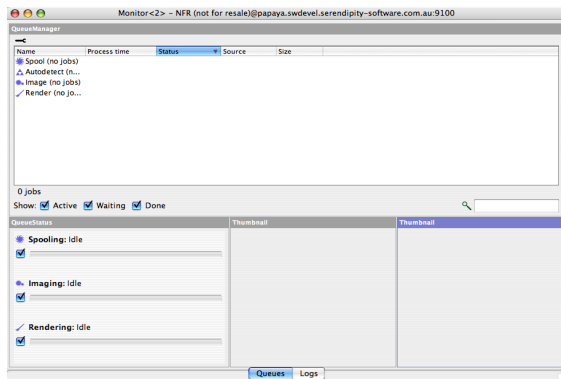 Monitor<2> - NFR (not for resale)@papaya.swdevel.serendipity-software.com.au:9100
QueueManager
Name Process time Status Source Size
Spool (no jobs)
Autodetect (n...
Image (no jobs)
Render (no jo...
0 jobs
Show: Active Waiting Done
QueueStatus Thumbnail Thumbnail
Spooling: Idle
Imaging: Idle
Rendering: Idle
Queues Logs